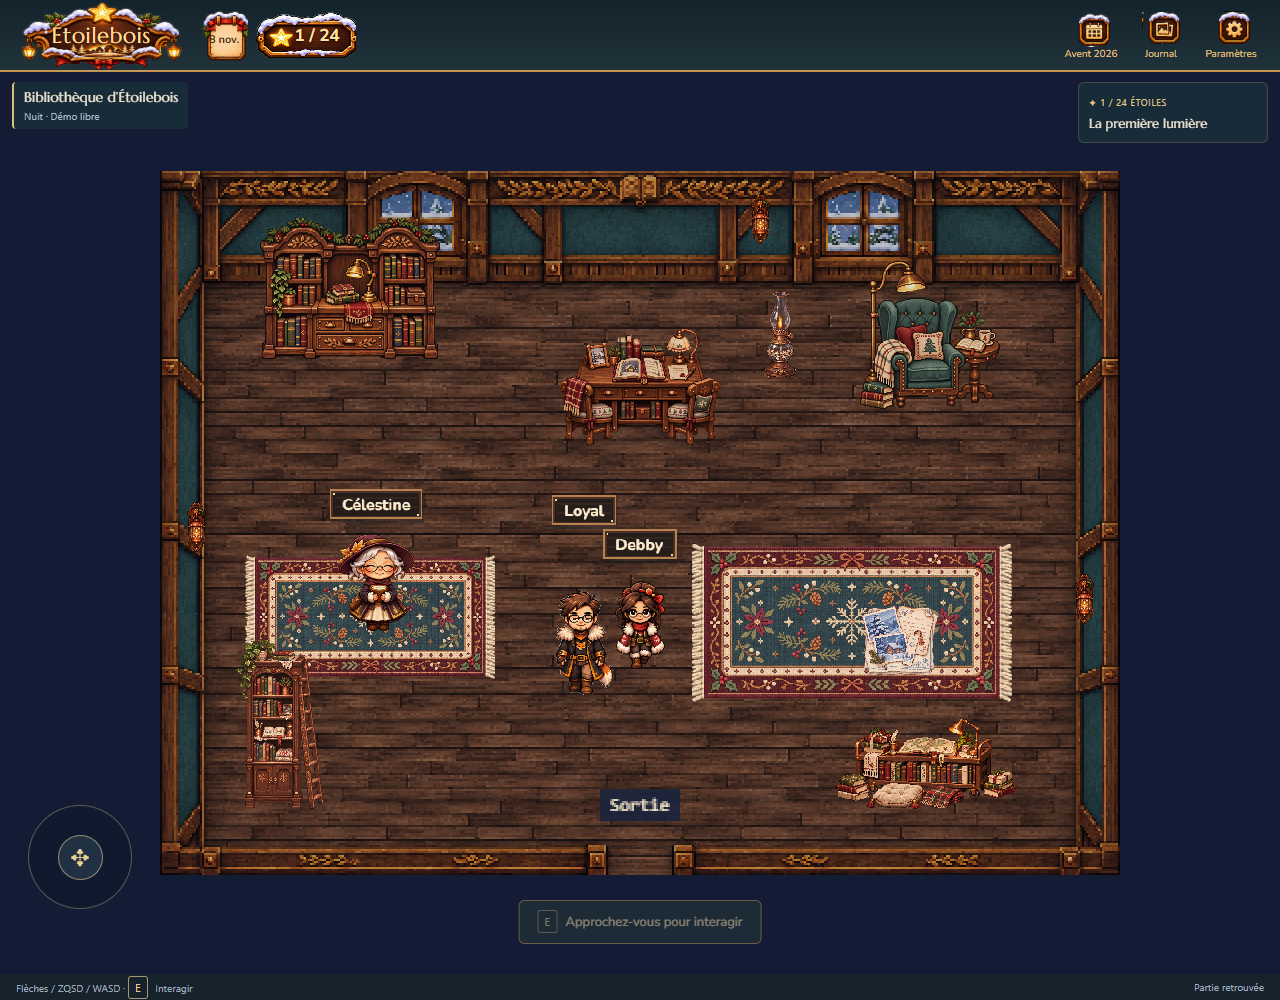 Étoilebois
8 nov.
1 / 24
Avent 2026
Journal
Paramètres
Bibliothèque d'Étoilebois
Nuit · Démo libre
✦ 1 / 24 ÉTOILES
La première lumière
Célestine
Loyal
Debby
Sortie
E Approchez-vous pour interagir
Flèches / ZQSD / WASD · E Interagir
Partie retrouvée